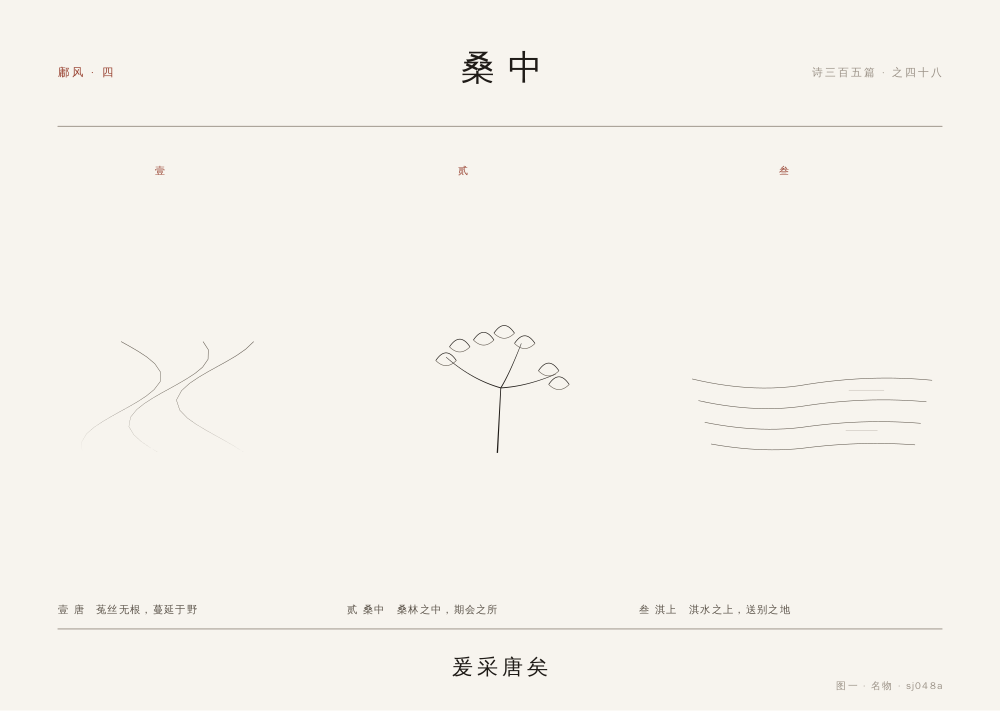 鄘风 · 四
桑中
诗三百五篇 · 之四十八
壹
贰
叁
壹 唐 菟丝无根，蔓延于野
贰 桑中 桑林之中，期会之所
叁 淇上 淇水之上，送别之地
爰采唐矣
图一 · 名物 · sj048a